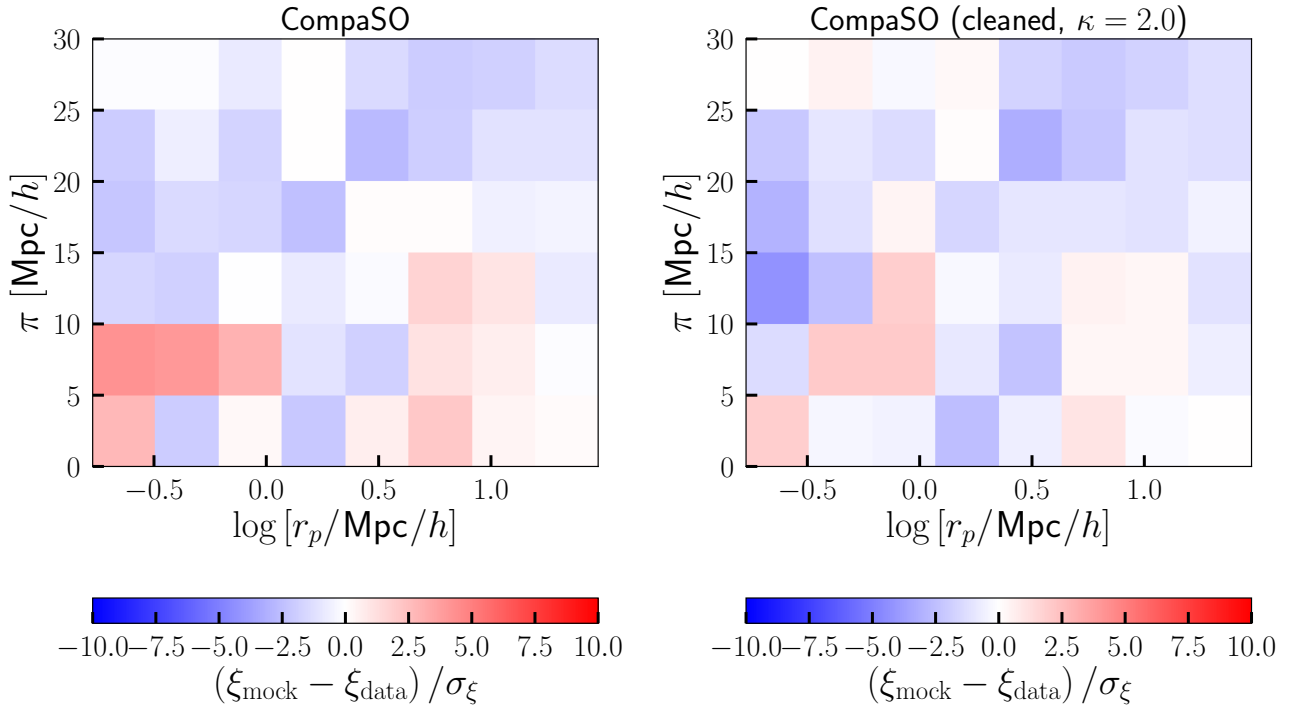 CompaSO
30
25
20
15
10
5
0
π [Mpc/h]
−0.5 0.0 0.5 1.0
log [r_p/Mpc/h]
−10.0 −7.5 −5.0 −2.5 0.0 2.5 5.0 7.5 10.0
(ξ_mock − ξ_data) /σ_ξ
CompaSO (cleaned, κ = 2.0)
30
25
20
15
10
5
0
π [Mpc/h]
−0.5 0.0 0.5 1.0
log [r_p/Mpc/h]
−10.0 −7.5 −5.0 −2.5 0.0 2.5 5.0 7.5 10.0
(ξ_mock − ξ_data) /σ_ξ